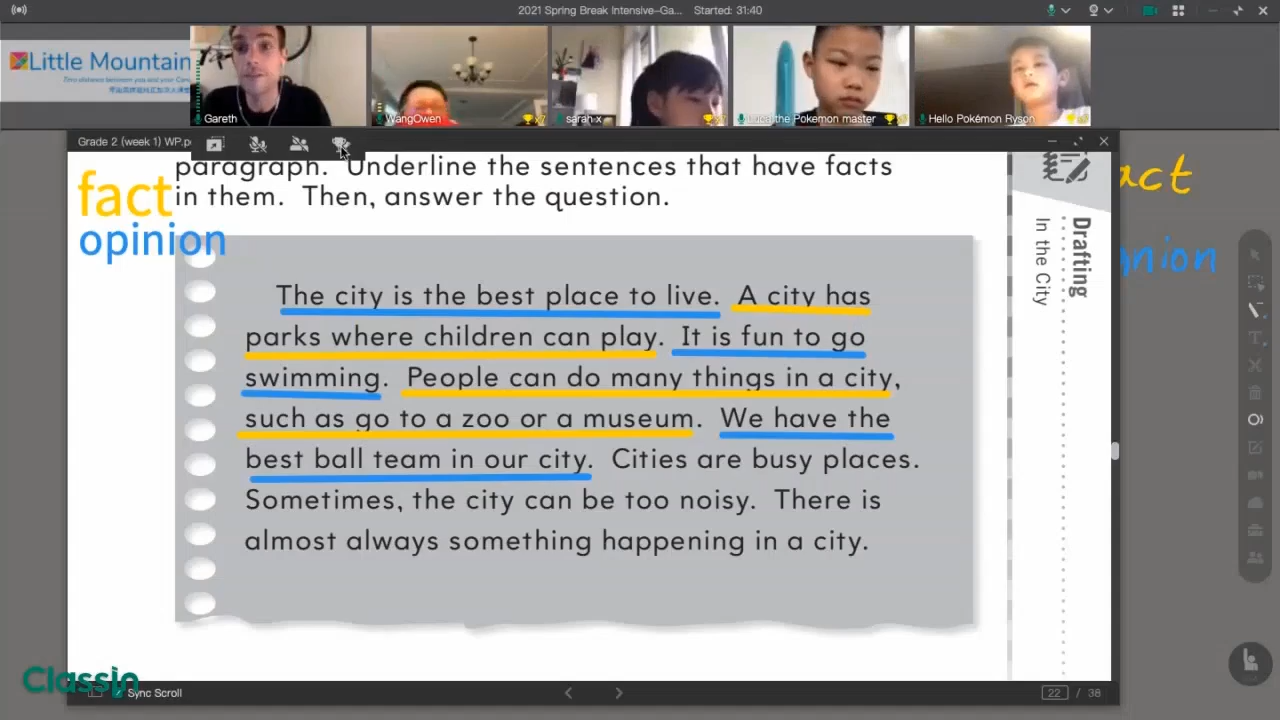 2021 Spring Break Intensive-Ga... Started: 31:40
Little Mountain
Gareth
WangOwen
sarah x
Luca the Pokemon master
Hello Pokémon Ryson
Grade 2 (week 1) WP.p
paragraph. Underline the sentences that have facts
in them. Then, answer the question.
fact
opinion
The city is the best place to live. A city has
parks where children can play. It is fun to go
swimming. People can do many things in a city,
such as go to a zoo or a museum. We have the
best ball team in our city. Cities are busy places.
Sometimes, the city can be too noisy. There is
almost always something happening in a city.
Drafting
In the City
act
nion
ClassIn
Sync Scroll
22 / 38